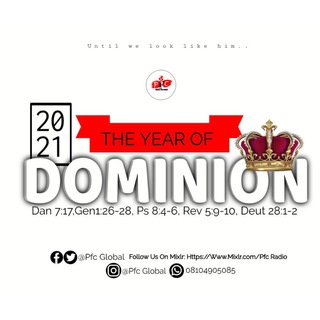 Until we look like him..
PFC
20
21
THE YEAR OF
DOMINION
Dan 7:17,Gen1:26-28, Ps 8:4-6, Rev 5:9-10, Deut 28:1-2
@Pfc Global Follow Us On Mixlr: Https://Www.Mixlr.com/Pfc Radio
@Pfc Global 08104905085